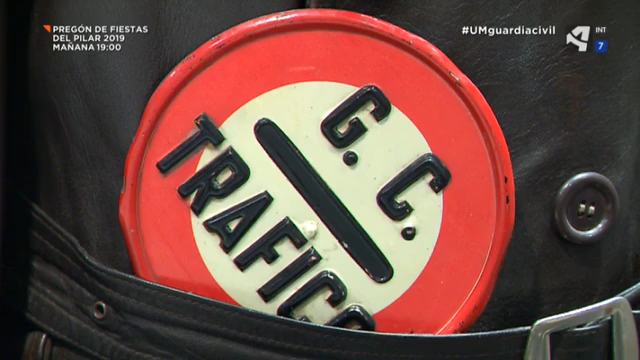 PREGÓN DE FIESTAS
DEL PILAR 2019
MAÑANA 19:00
#UMguardiacivil
INT
7
G. C.
TRAFICO